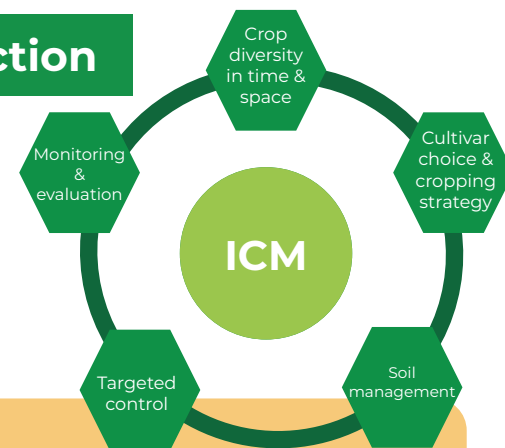 ction
Crop
diversity
in time &
space
Cultivar
choice &
cropping
strategy
Monitoring
&
evaluation
ICM
Soil
management
Targeted
control